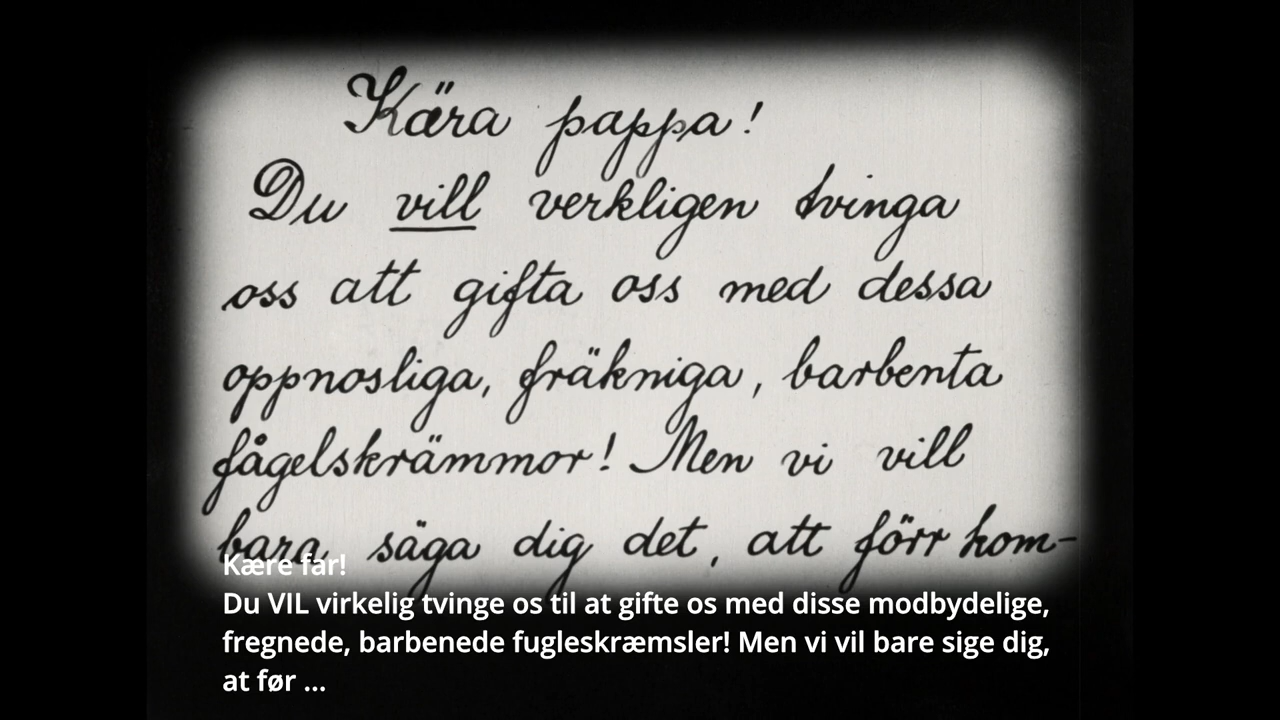 Kära pappa!
Du vill verkligen tvinga
oss att gifta oss med dessa
oppnosliga, fräkniga, barbenta
fågelskrämmor! Men vi vill
bara säga dig det, att förr kom-
Kære far!
Du VIL virkelig tvinge os til at gifte os med disse modbydelige,
fregnede, barbenede fugleskræmsler! Men vi vil bare sige dig,
at før ...